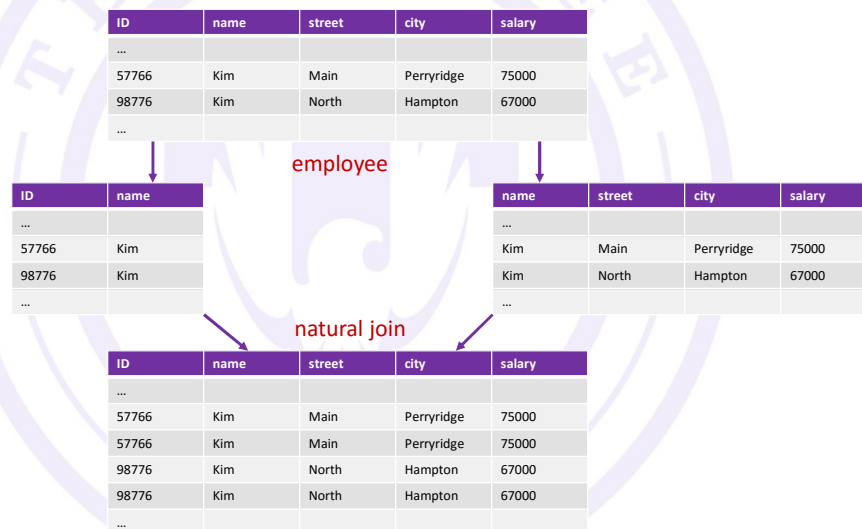 ID name street city salary
…
57766 Kim Main Perryridge 75000
98776 Kim North Hampton 67000
…
employee
ID name
…
57766 Kim
98776 Kim
…
name street city salary
…
Kim Main Perryridge 75000
Kim North Hampton 67000
…
natural join
ID name street city salary
…
57766 Kim Main Perryridge 75000
57766 Kim Main Perryridge 75000
98776 Kim North Hampton 67000
98776 Kim North Hampton 67000
…